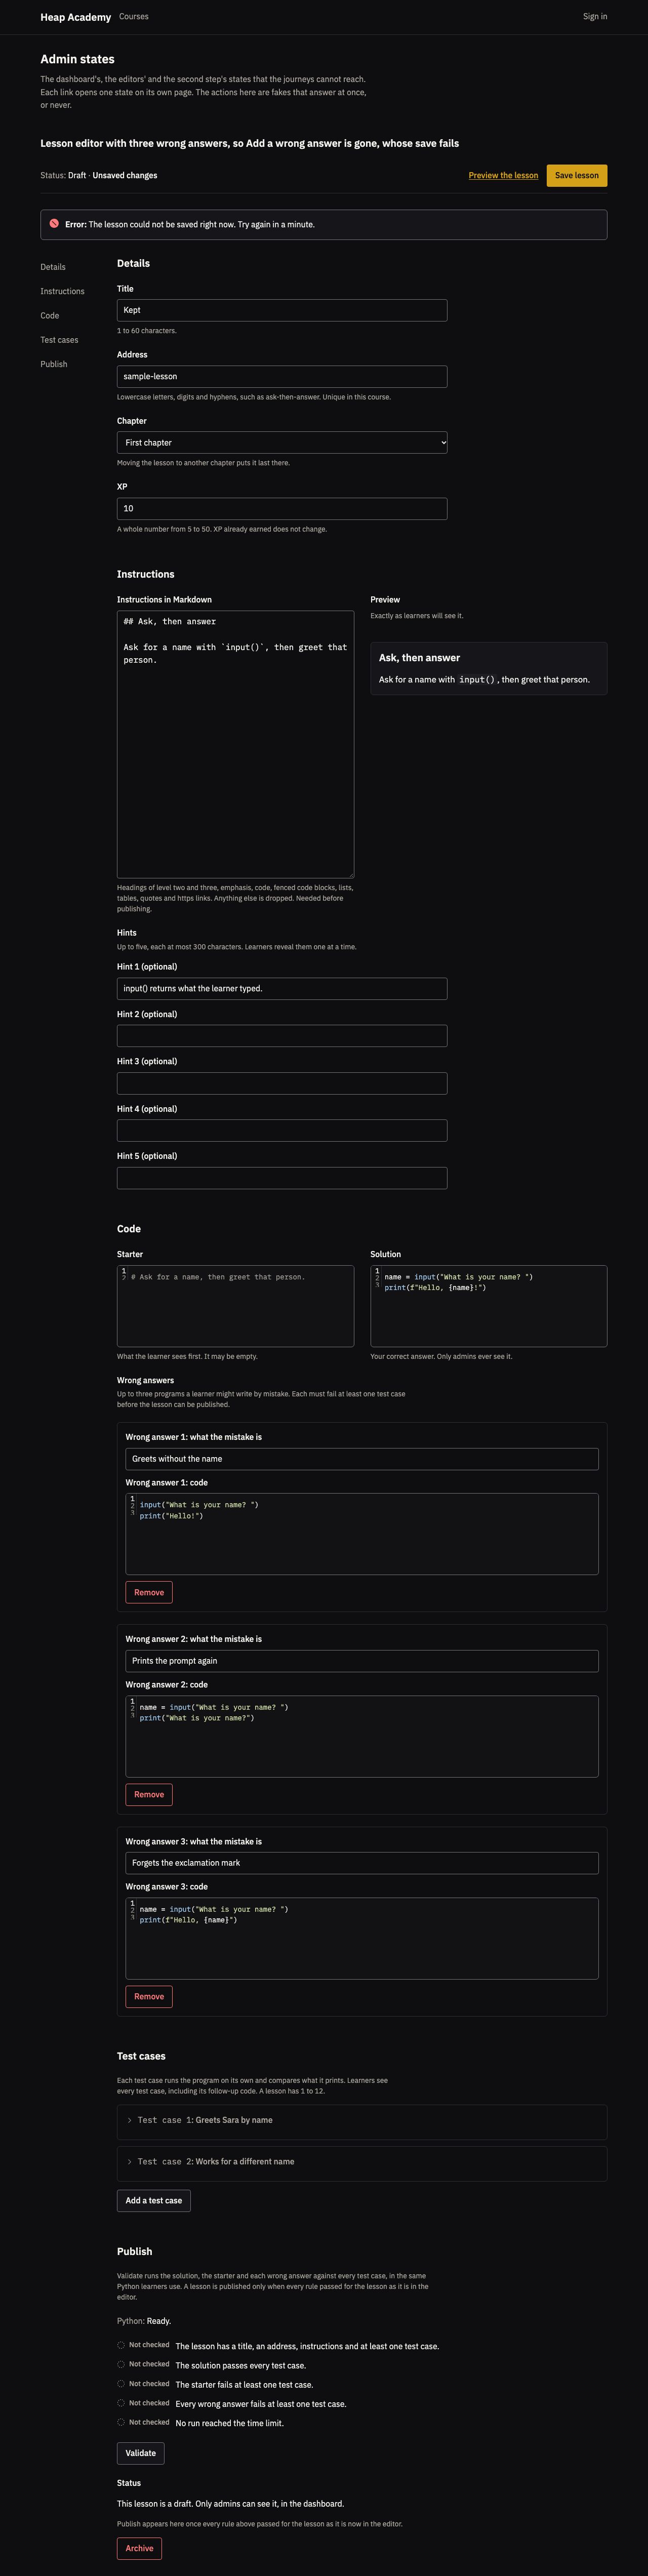 Heap Academy Courses Sign in
Admin states
The dashboard's, the editors' and the second step's states that the journeys cannot reach.
Each link opens one state on its own page. The actions here are fakes that answer at once,
or never.
Lesson editor with three wrong answers, so Add a wrong answer is gone, whose save fails
Status: Draft · Unsaved changes Preview the lesson Save lesson
Error: The lesson could not be saved right now. Try again in a minute.
Details
Instructions
Code
Test cases
Publish
Details
Title
Kept
1 to 60 characters.
Address
sample-lesson
Lowercase letters, digits and hyphens, such as ask-then-answer. Unique in this course.
Chapter
First chapter
Moving the lesson to another chapter puts it last there.
XP
10
A whole number from 5 to 50. XP already earned does not change.
Instructions
Instructions in Markdown
## Ask, then answer
Ask for a name with `input()`, then greet that
person.
Headings of level two and three, emphasis, code, fenced code blocks, lists,
tables, quotes and https links. Anything else is dropped. Needed before
publishing.
Preview
Exactly as learners will see it.
Ask, then answer
Ask for a name with input(), then greet that person.
Hints
Up to five, each at most 300 characters. Learners reveal them one at a time.
Hint 1 (optional)
input() returns what the learner typed.
Hint 2 (optional)
Hint 3 (optional)
Hint 4 (optional)
Hint 5 (optional)
Code
Starter
1
2
# Ask for a name, then greet that person.
What the learner sees first. It may be empty.
Solution
1
2
3
name = input("What is your name? ")
print(f"Hello, {name}!")
Your correct answer. Only admins ever see it.
Wrong answers
Up to three programs a learner might write by mistake. Each must fail at least one test case
before the lesson can be published.
Wrong answer 1: what the mistake is
Greets without the name
Wrong answer 1: code
1
2
3
input("What is your name? ")
print("Hello!")
Remove
Wrong answer 2: what the mistake is
Prints the prompt again
Wrong answer 2: code
1
2
3
name = input("What is your name? ")
print("What is your name?")
Remove
Wrong answer 3: what the mistake is
Forgets the exclamation mark
Wrong answer 3: code
1
2
3
name = input("What is your name? ")
print(f"Hello, {name}")
Remove
Test cases
Each test case runs the program on its own and compares what it prints. Learners see
every test case, including its follow-up code. A lesson has 1 to 12.
Test case 1: Greets Sara by name
Test case 2: Works for a different name
Add a test case
Publish
Validate runs the solution, the starter and each wrong answer against every test case, in the same
Python learners use. A lesson is published only when every rule passed for the lesson as it is in the
editor.
Python: Ready.
Not checked The lesson has a title, an address, instructions and at least one test case.
Not checked The solution passes every test case.
Not checked The starter fails at least one test case.
Not checked Every wrong answer fails at least one test case.
Not checked No run reached the time limit.
Validate
Status
This lesson is a draft. Only admins can see it, in the dashboard.
Publish appears here once every rule above passed for the lesson as it is now in the editor.
Archive